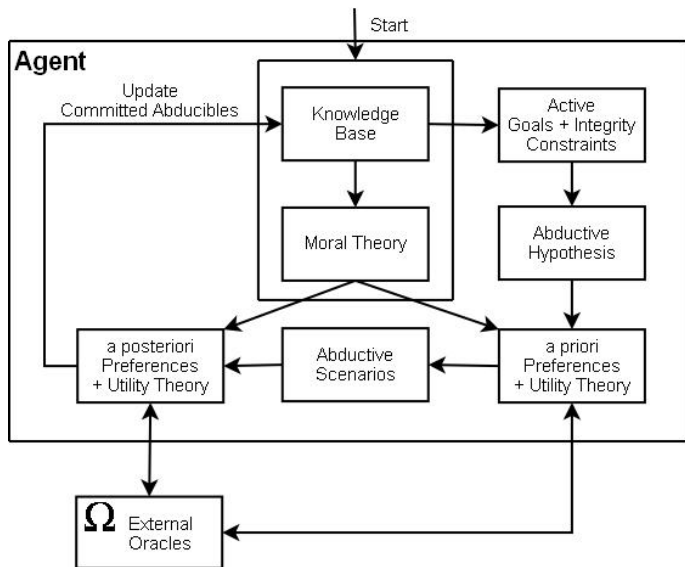 Start
Agent
Update
Committed Abducibles
Knowledge
Base
Active
Goals + Integrity
Constraints
Moral Theory
Abductive
Hypothesis
a posteriori
Preferences
+ Utility Theory
Abductive
Scenarios
a priori
Preferences
+ Utility Theory
Ω External
Oracles